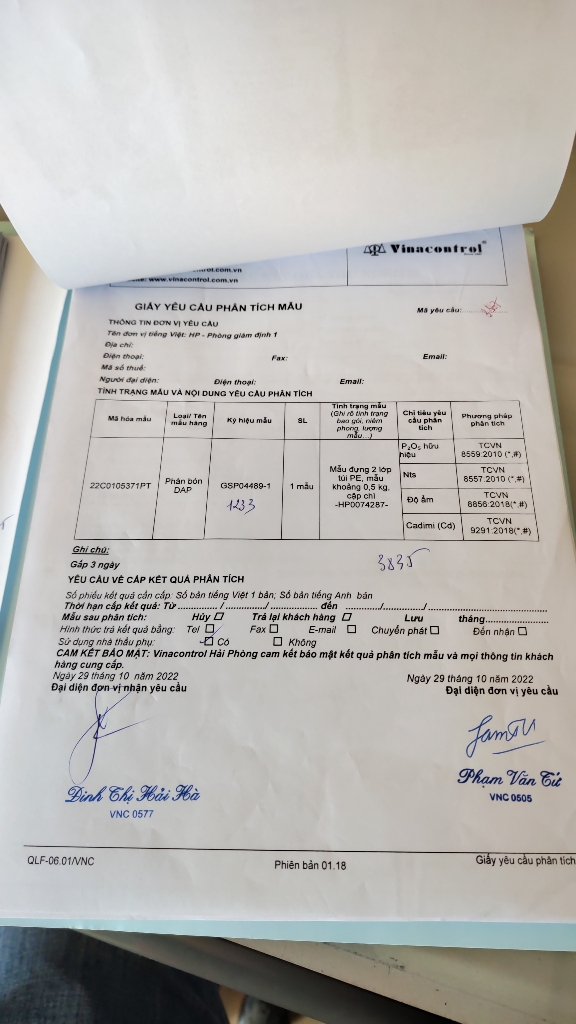 Vinacontrol
www.vinacontrol.com.vn
GIẤY YÊU CẦU PHÂN TÍCH MẪU
Mã yêu cầu:
THÔNG TIN ĐƠN VỊ YÊU CẦU
Tên đơn vị tiếng Việt: HP - Phòng giám định 1
Địa chỉ:
Điện thoại: Fax: Email:
Mã số thuế:
Người đại diện: Điện thoại: Email:
TÌNH TRẠNG MẪU VÀ NỘI DUNG YÊU CẦU PHÂN TÍCH
Mã hóa mẫu
Loại/ Tên
mẫu hàng
Ký hiệu mẫu
SL
Tình trạng mẫu
(Ghi rõ tình trạng
bao gói, niêm
phong, lượng
mẫu…)
Chỉ tiêu yêu
cầu phân
tích
Phương pháp
phân tích
22C0105371PT
Phân bón
DAP
GSP04489-1
1233
1 mẫu
Mẫu đựng 2 lớp
túi PE, mẫu
khoảng 0,5 kg,
cặp chì
-HP0074287-
P₂O₅ hữu
hiệu
TCVN
8559:2010 (*,#)
Nts
TCVN
8557:2010 (*,#)
Độ ẩm
TCVN
8856:2018(*,#)
Cadimi (Cd)
TCVN
9291:2018(*,#)
Ghi chú:
Gấp 3 ngày
3835
YÊU CẦU VỀ CẤP KẾT QUẢ PHÂN TÍCH
Số phiếu kết quả cần cấp: Số bản tiếng Việt 1 bản; Số bản tiếng Anh bản
Thời hạn cấp kết quả: Từ ............ / ............./ ................ đến ............./............./................
Mẫu sau phân tích: Hủy ☐ Trả lại khách hàng ☐ Lưu tháng...............
Hình thức trả kết quả bằng: Tel ☐ Fax ☐ E-mail ☐ Chuyển phát ☐ Đến nhận ☐
Sử dụng nhà thầu phụ: ☐ Có ☐ Không
CAM KẾT BẢO MẬT: Vinacontrol Hải Phòng cam kết bảo mật kết quả phân tích mẫu và mọi thông tin khách
hàng cung cấp.
Ngày 29 tháng 10 năm 2022
Đại diện đơn vị nhận yêu cầu
Đinh Thị Hải Hà
VNC 0577
Ngày 29 tháng 10 năm 2022
Đại diện đơn vị yêu cầu
Phạm Văn Tứ
VNC 0505
QLF-06.01/VNC Phiên bản 01.18 Giấy yêu cầu phân tích